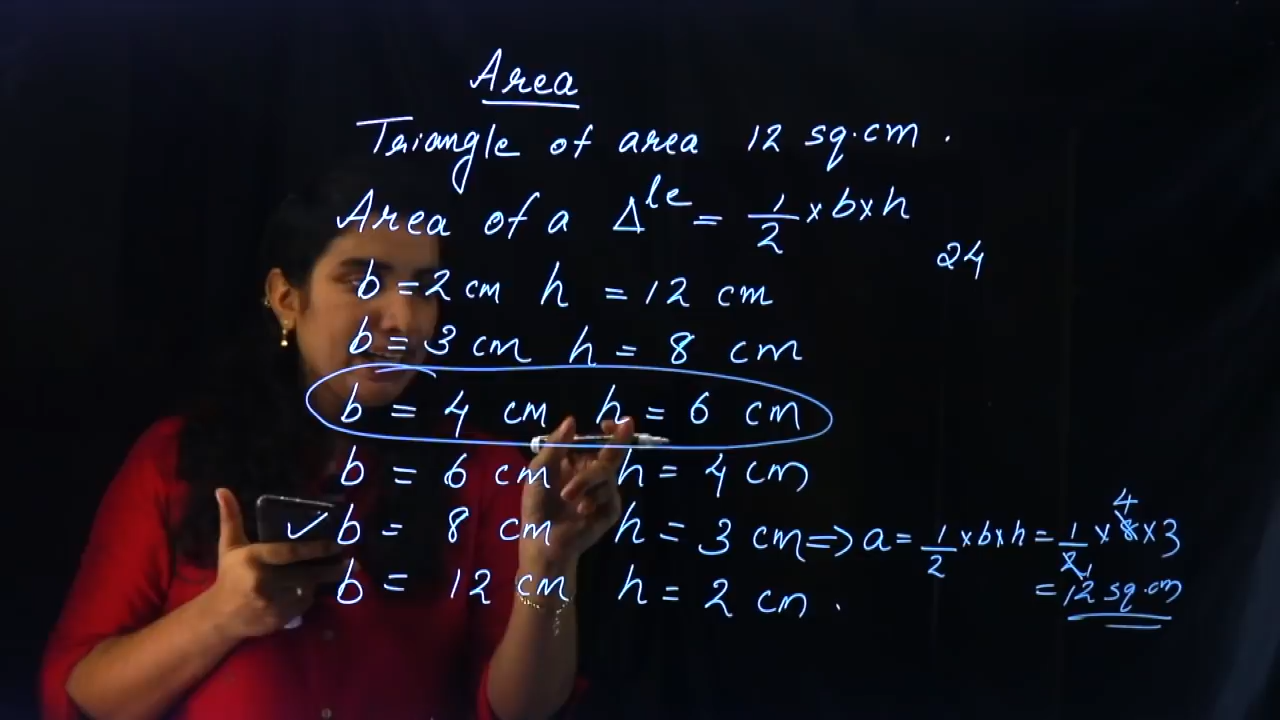 Area
Triangle of area 12 sq.cm.
Area of a Δle = 1/2 × b × h
24
b = 2 cm h = 12 cm
b = 3 cm h = 8 cm
b = 4 cm h = 6 cm
b = 6 cm h = 4 cm
✓ b = 8 cm h = 3 cm ⇒ a = 1/2 × b × h = 1/2 × 8 × 3
4
1
= 12 sq.cm
b = 12 cm h = 2 cm.